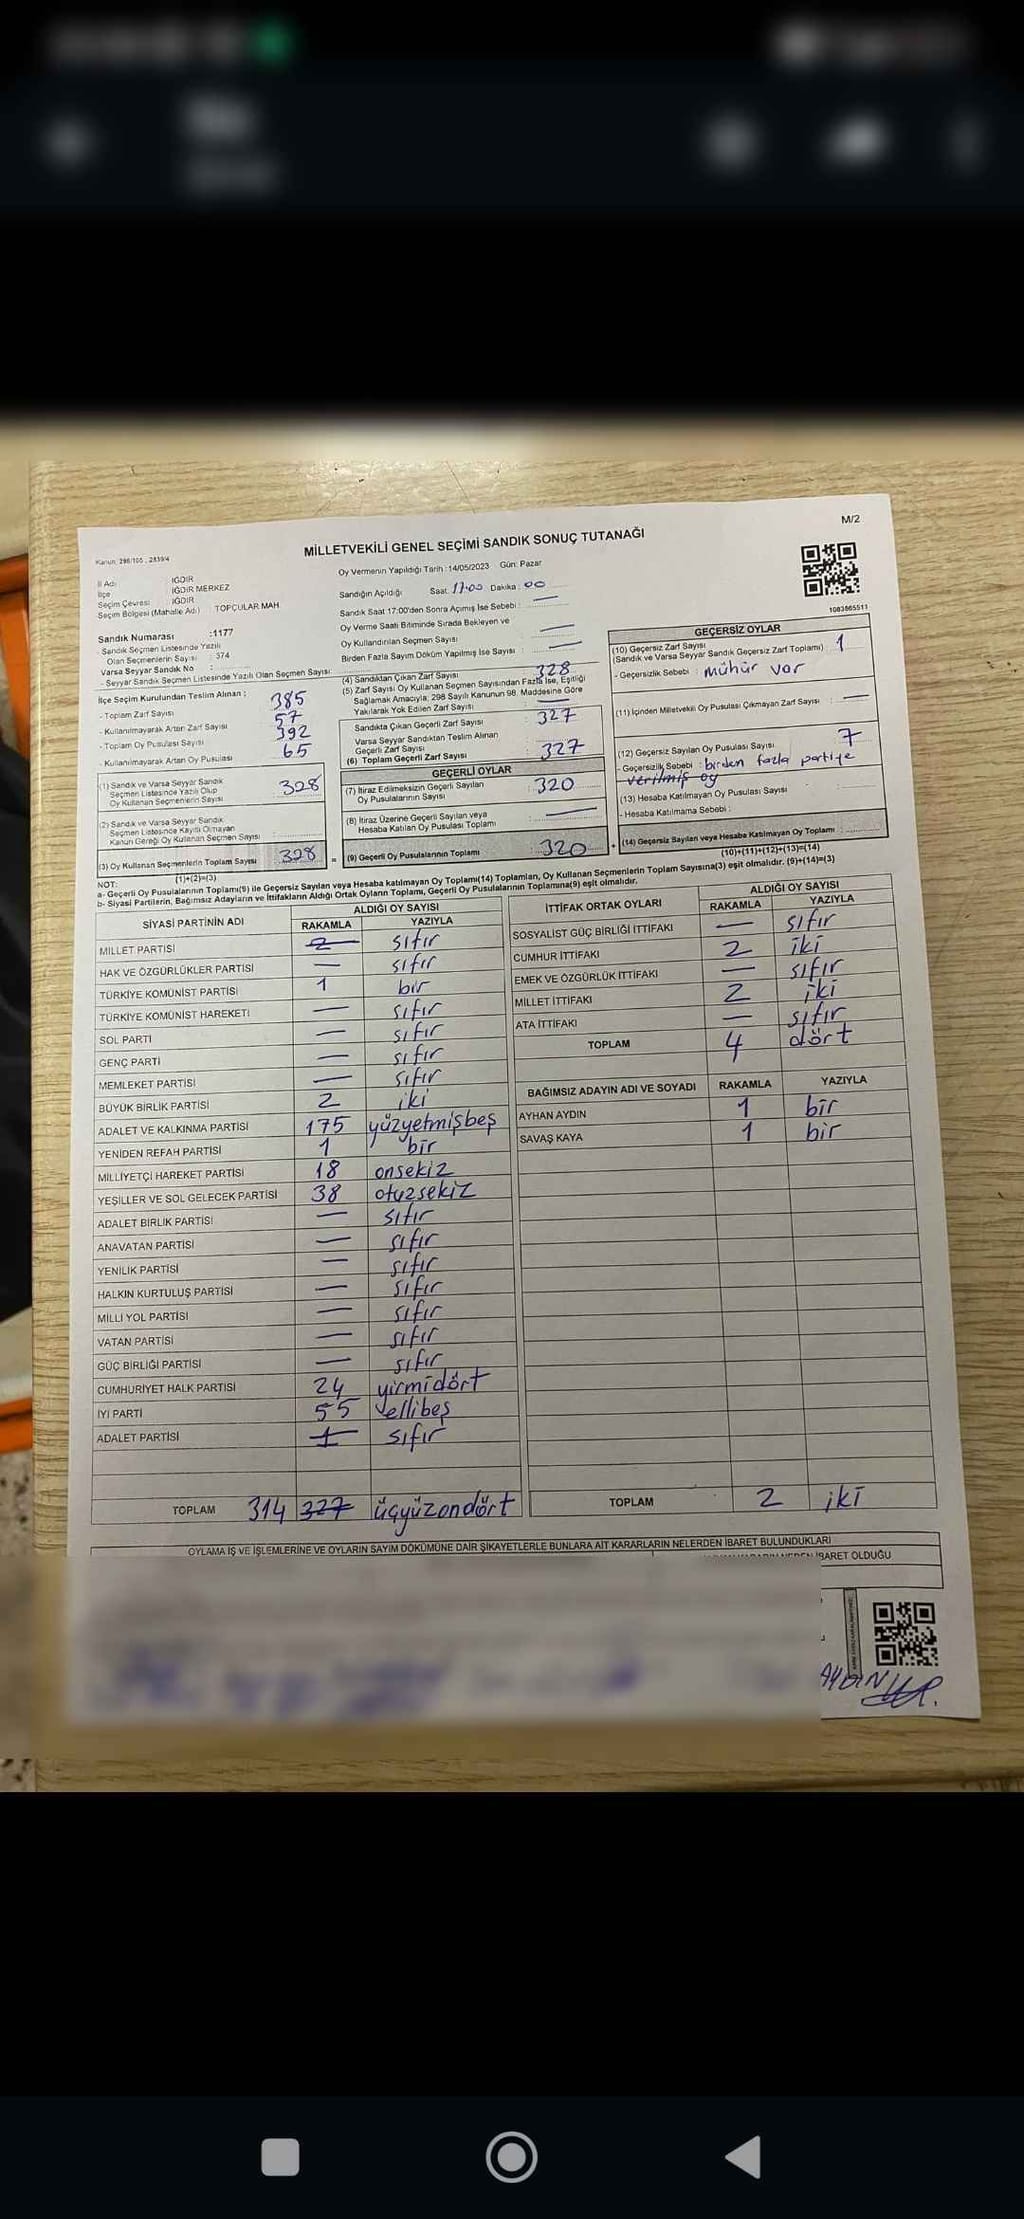 M/2
MİLLETVEKİLİ GENEL SEÇİMİ SANDIK SONUÇ TUTANAĞI
İl Adı IĞDIR
İlçe IĞDIR MERKEZ
Seçim Çevresi IĞDIR
Seçim Bölgesi (Mahalle Adı) TOPÇULAR MAH
Sandık Numarası :1177
- Sandık Seçmen Listesinde Yazılı
Olan Seçmenlerin Sayısı : 374
Varsa Seyyar Sandık No :
- Seyyar Sandık Seçmen Listesinde Yazılı Olan Seçmen Sayısı
Oy Vermenin Yapıldığı Tarih : 14/05/2023 Gün: Pazar
Sandığın Açıldığı Saat: 17:00 Dakika: 00
Sandık Saat 17:00'den Sonra Açımış İse Sebebi : —
Oy Verme Saati Bitiminde Sırada Bekleyen ve
Oy Kullandırılan Seçmen Sayısı : —
Birden Fazla Sayım Döküm Yapılmış İse Sayısı : —
1083865511
İlçe Seçim Kurulundan Teslim Alınan :
- Toplam Zarf Sayısı 385
- Kullanılmayarak Artan Zarf Sayısı 57
- Toplam Oy Pusulası Sayısı 392
- Kullanılmayarak Artan Oy Pusulası 65
(1) Sandık ve Varsa Seyyar Sandık
Seçmen Listesinde Yazılı Olup
Oy Kullanan Seçmenlerin Sayısı 328
(2) Sandık ve Varsa Seyyar Sandık
Seçmen Listesinde Kayıtlı Olmayan
Kanun Gereği Oy Kullanan Seçmen Sayısı
(3) Oy Kullanan Seçmenlerin Toplam Sayısı 328 =
(1)+(2)=(3)
(4) Sandıktan Çıkan Zarf Sayısı 328
(5) Zarf Sayısı Oy Kullanan Seçmen Sayısından Fazla İse, Eşitliği
Sağlamak Amacıyla; 298 Sayılı Kanunun 98. Maddesine Göre
Yakılarak Yok Edilen Zarf Sayısı —
Sandıkta Çıkan Geçerli Zarf Sayısı : 327
Varsa Seyyar Sandıktan Teslim Alınan
Geçerli Zarf Sayısı
(6) Toplam Geçerli Zarf Sayısı 327
GEÇERLİ OYLAR
(7) İtiraz Edilmeksizin Geçerli Sayılan
Oy Pusulalarının Sayısı 320
(8) İtiraz Üzerine Geçerli Sayılan veya
Hesaba Katılan Oy Pusulası Toplamı —
(9) Geçerli Oy Pusulalarının Toplamı 320 +
GEÇERSİZ OYLAR
(10) Geçersiz Zarf Sayısı
(Sandık ve Varsa Seyyar Sandık Geçersiz Zarf Toplamı) 1
- Geçersizlik Sebebi : mühür var
(11) İçinden Milletvekili Oy Pusulası Çıkmayan Zarf Sayısı : —
(12) Geçersiz Sayılan Oy Pusulası Sayısı : 7
- Geçersizlik Sebebi : birden fazla partiye
verilmiş oy
(13) Hesaba Katılmayan Oy Pusulası Sayısı
- Hesaba Katılmama Sebebi :
(14) Geçersiz Sayılan veya Hesaba Katılmayan Oy Toplamı :
(10)+(11)+(12)+(13)=(14)
NOT:
a- Geçerli Oy Pusulalarının Toplamı(9) ile Geçersiz Sayılan veya Hesaba katılmayan Oy Toplamı(14) Toplamları, Oy Kullanan Seçmenlerin Toplam Sayısına(3) eşit olmalıdır. (9)+(14)=(3)
b- Siyasi Partilerin, Bağımsız Adayların ve İttifakların Aldığı Ortak Oyların Toplamı, Geçerli Oy Pusulalarının Toplamına(9) eşit olmalıdır.
SİYASİ PARTİNİN ADI ALDIĞI OY SAYISI
RAKAMLA YAZIYLA
MİLLET PARTİSİ 2 sıfır
HAK VE ÖZGÜRLÜKLER PARTİSİ — sıfır
TÜRKİYE KOMÜNİST PARTİSİ 1 bir
TÜRKİYE KOMÜNİST HAREKETİ — sıfır
SOL PARTİ — sıfır
GENÇ PARTİ — sıfır
MEMLEKET PARTİSİ — sıfır
BÜYÜK BİRLİK PARTİSİ 2 iki
ADALET VE KALKINMA PARTİSİ 175 yüzyetmişbeş
YENİDEN REFAH PARTİSİ 1 bir
MİLLİYETÇİ HAREKET PARTİSİ 18 onsekiz
YEŞİLLER VE SOL GELECEK PARTİSİ 38 otuzsekiz
ADALET BİRLİK PARTİSİ — sıfır
ANAVATAN PARTİSİ — sıfır
YENİLİK PARTİSİ — sıfır
HALKIN KURTULUŞ PARTİSİ — sıfır
MİLLİ YOL PARTİSİ — sıfır
VATAN PARTİSİ — sıfır
GÜÇ BİRLİĞİ PARTİSİ — sıfır
CUMHURİYET HALK PARTİSİ 24 yirmidört
İYİ PARTİ 55 ellibeş
ADALET PARTİSİ 1 sıfır
TOPLAM 314 327 üçyüzondört
İTTİFAK ORTAK OYLARI ALDIĞI OY SAYISI
RAKAMLA YAZIYLA
SOSYALİST GÜÇ BİRLİĞİ İTTİFAKI — sıfır
CUMHUR İTTİFAKI 2 iki
EMEK VE ÖZGÜRLÜK İTTİFAKI — sıfır
MİLLET İTTİFAKI 2 iki
ATA İTTİFAKI — sıfır
TOPLAM 4 dört
BAĞIMSIZ ADAYIN ADI VE SOYADI RAKAMLA YAZIYLA
AYHAN AYDIN 1 bir
SAVAŞ KAYA 1 bir
TOPLAM 2 iki
OYLAMA İŞ VE İŞLEMLERİNE VE OYLARIN SAYIM DÖKÜMÜNE DAİR ŞİKAYETLERLE BUNLARA AİT KARARLARIN NELERDEN İBARET BULUNDUKLARI
İBARET OLDUĞU
AYDIN